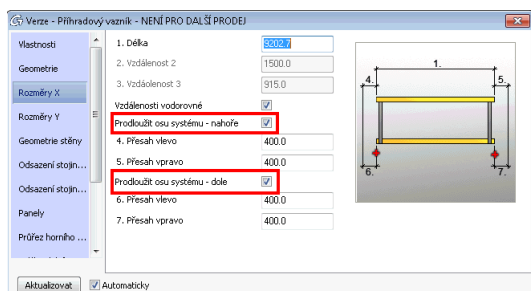 Verze - Příhradový vazník - NENÍ PRO DALŠÍ PRODEJ
Vlastnosti
Geometrie
Rozměry X
Rozměry Y
Geometrie stěny
Odsazení stojin...
Odsazení stojin...
Panely
Průřez horního ...
1. Délka 9202.7
2. Vzdálenost 2 1500.0
3. Vzdáolenost 3 915.0
Vzdálenosti vodorovné
Prodloužit osu systému - nahoře
4. Přesah vlevo 400.0
5. Přesah vpravo 400.0
Prodloužit osu systému - dole
6. Přesah vlevo 400.0
7. Přesah vpravo 400.0
1.
4. 5.
6. 7.
Aktualizovat Automaticky